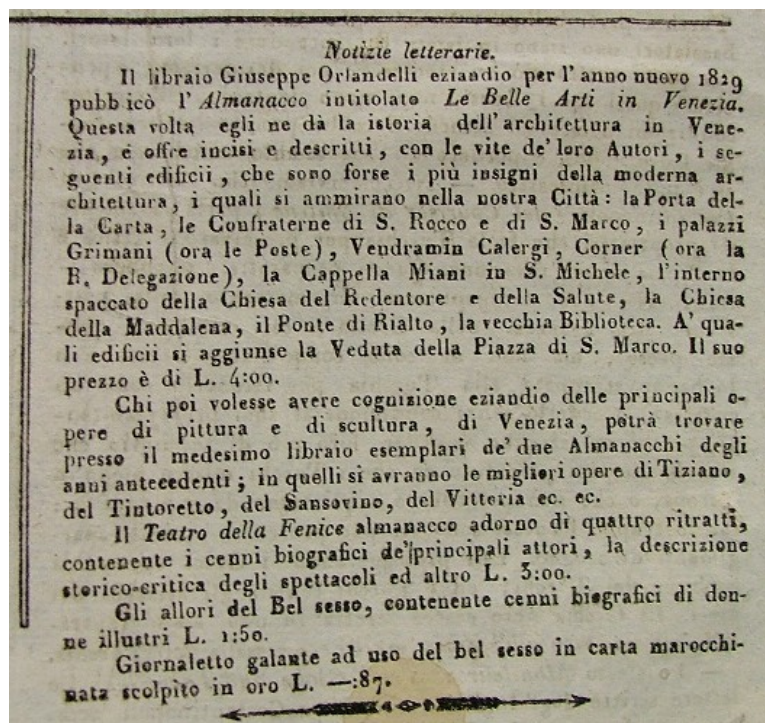 Notizie letterarie.
Il libraio Giuseppe Orlandelli eziandio per l'anno nuovo 1829
pubb icò l'Almanacco intitolato Le Belle Arti in Venezia.
Questa volta egli ne dà la istoria dell'architettura in Vene-
zia, e offre incisi e descritti, con le vite de'loro Autori, i se-
guenti edificii, che sono forse i più insigni della moderna ar-
chitettura, i quali si ammirano nella nostra Città: la Porta del-
la Carta, le Confraterne di S. Rocco e di S. Marco, i palazzi
Grimani (ora le Poste), Vendramin Calergi, Corner (ora la
R. Delegazione), la Cappella Miani in S. Michele, l'interno
spaccato della Chiesa del Redentore e della Salute, la Chiesa
della Maddalena, il Ponte di Rialto, la vecchia Biblioteca. A' qua-
li edificii si aggiunse la Veduta della Piazza di S. Marco. Il suo
prezzo è di L. 4:00.
Chi poi volesse avere cognizione eziandio delle principali o-
pere di pittura e di scultura, di Venezia, potrà trovare
presso il medesimo libraio esemplari de' due Almanacchi degli
anni antecedenti; in quelli si avranno le migliori opere di Tiziano,
del Tintoretto, del Sansovino, del Vittoria ec. ec.
Il Teatro della Fenice almanacco adorno di quattro ritratti,
contenente i cenni biografici de'principali attori, la descrizione
storico-critica degli spettacoli ed altro L. 3:00.
Gli allori del Bel sesso, contenente cenni biografici di don-
ne illustri L. 1:50.
Giornaletto galante ad uso del bel sesso in carta marocchi-
nata scolpito in oro L. —:87.